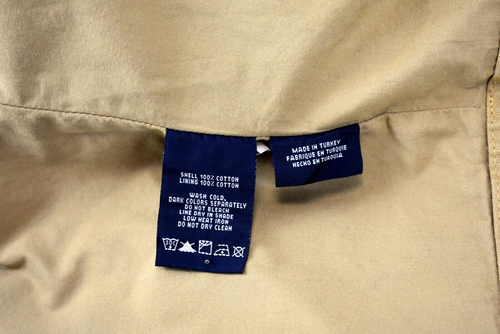 SHELL 100% COTTON
LINING 100% COTTON
WASH COLD.
DARK COLORS SEPARATELY
DO NOT BLEACH
LINE DRY IN SHADE
LOW HEAT IRON
DO NOT DRY CLEAN
MADE IN TURKEY
FABRIQUE EN TURQUIE
HECHO EN TURQUIA